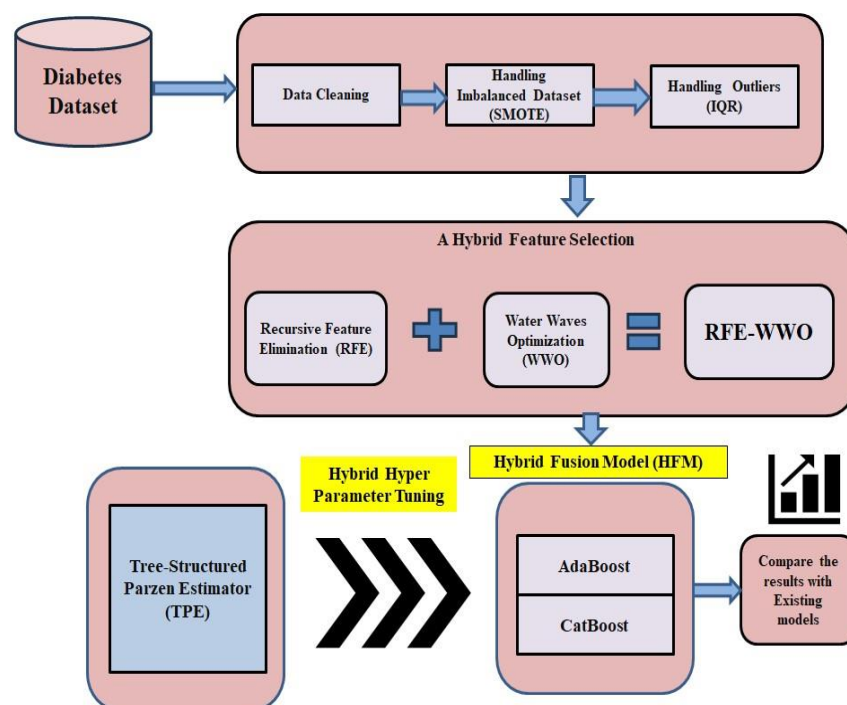 Diabetes
Dataset
Data Cleaning
Handling
Imbalanced Dataset
(SMOTE)
Handling Outliers
(IQR)
A Hybrid Feature Selection
Recursive Feature
Elimination (RFE)
Water Waves
Optimization
(WWO)
RFE-WWO
Hybrid Hyper
Parameter Tuning
Hybrid Fusion Model (HFM)
Tree-Structured
Parzen Estimator
(TPE)
AdaBoost
CatBoost
Compare the
results with
Existing
models